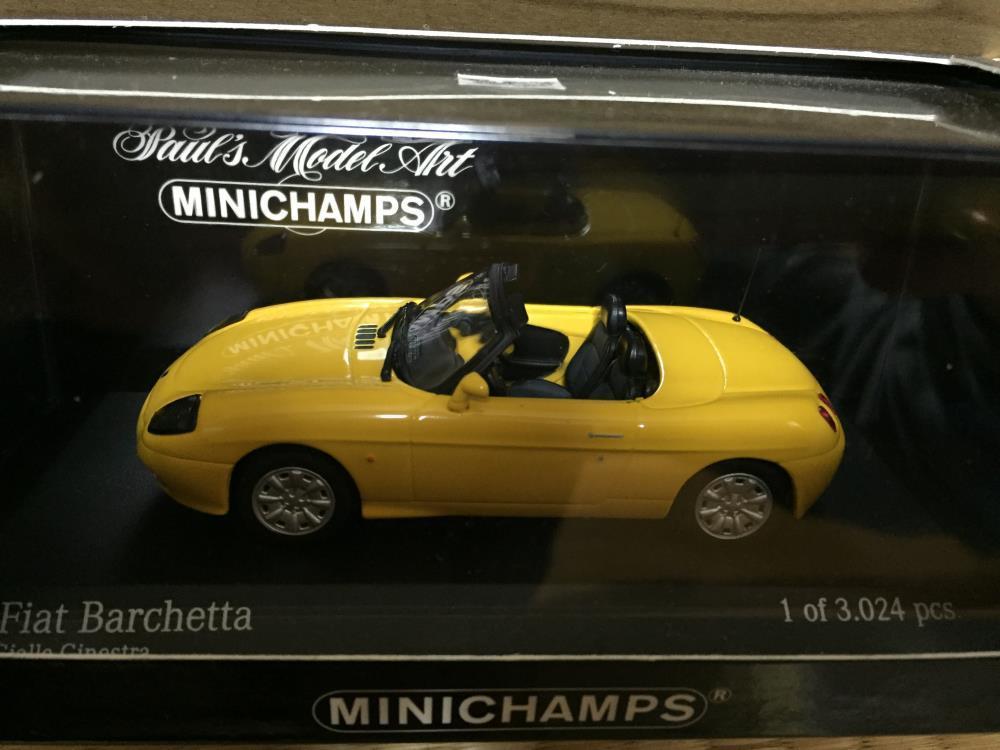 Paul's Model Art
MINICHAMPS®
MINICHAMPS
Fiat Barchetta
1 of 3.024 pcs.
Giallo Ginestra
MINICHAMPS®